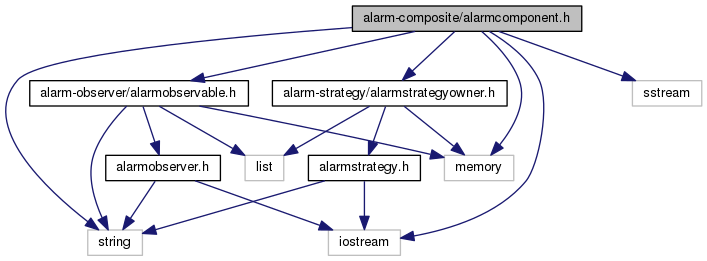 alarm-composite/alarmcomponent.h
alarm-observer/alarmobservable.h
alarm-strategy/alarmstrategyowner.h
sstream
alarmobserver.h
list
alarmstrategy.h
memory
string
iostream